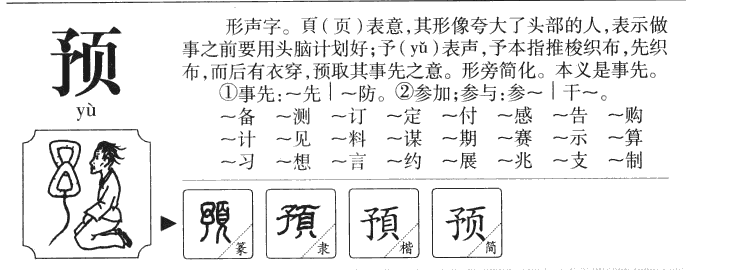 预
yù
形声字。頁(页)表意,其形像夸大了头部的人,表示做
事之前要用头脑计划好;予(yǔ)表声,予本指推梭织布,先织
布,而后有衣穿,预取其事先之意。形旁简化。本义是事先。
①事先:~先|~防。②参加;参与:参~|干~。
~备 ~测 ~订 ~定 ~付 ~感 ~告 ~购
~计 ~见 ~料 ~谋 ~期 ~赛 ~示 ~算
~习 ~想 ~言 ~约 ~展 ~兆 ~支 ~制
預 篆 預 隶 預 楷 预 简